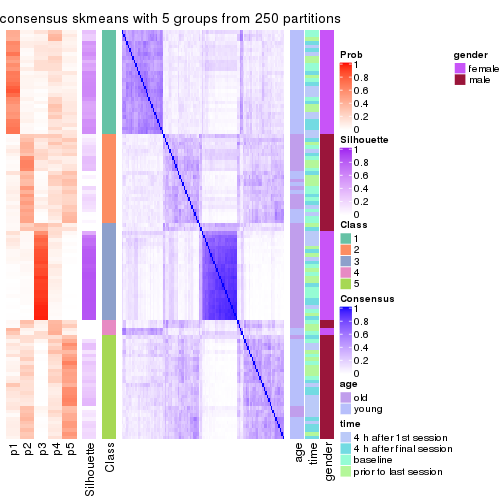 consensus skmeans with 5 groups from 250 partitions
Prob
1
0.8
0.6
0.4
0.2
0
gender
female
male
Silhouette
1
0.8
0.6
0.4
0.2
0
Class
1
2
3
4
5
Consensus
1
0.8
0.6
0.4
0.2
0
age
old
young
time
4 h after 1st session
4 h after final session
baseline
prior to last session
p1
p2
p3
p4
p5
Silhouette
Class
age
time
gender